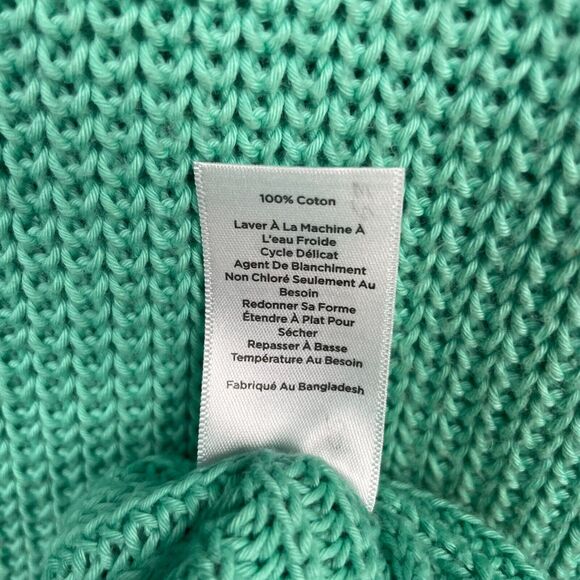 100% Coton
Laver À La Machine À
L'eau Froide
Cycle Délicat
Agent De Blanchiment
Non Chloré Seulement Au
Besoin
Redonner Sa Forme
Étendre À Plat Pour
Sécher
Repasser À Basse
Température Au Besoin
Fabriqué Au Bangladesh